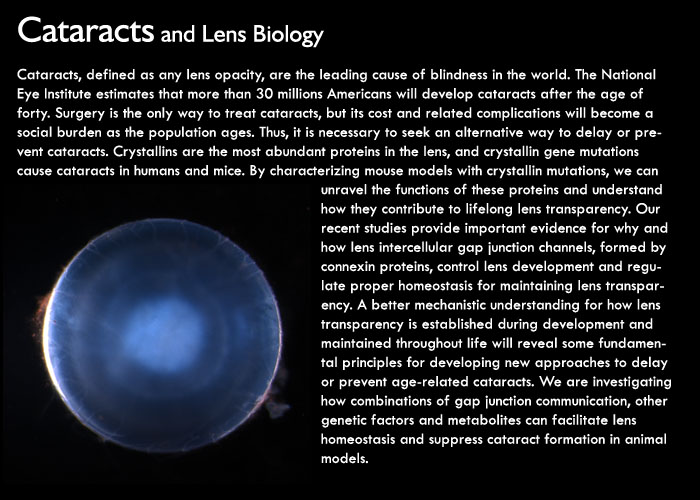 Cataracts and Lens Biology
Cataracts, defined as any lens opacity, are the leading cause of blindness in the world. The National
Eye Institute estimates that more than 30 millions Americans will develop cataracts after the age of
forty. Surgery is the only way to treat cataracts, but its cost and related complications will become a
social burden as the population ages. Thus, it is necessary to seek an alternative way to delay or pre-
vent cataracts. Crystallins are the most abundant proteins in the lens, and crystallin gene mutations
cause cataracts in humans and mice. By characterizing mouse models with crystallin mutations, we can
unravel the functions of these proteins and understand
how they contribute to lifelong lens transparency. Our
recent studies provide important evidence for why and
how lens intercellular gap junction channels, formed by
connexin proteins, control lens development and regu-
late proper homeostasis for maintaining lens transpar-
ency. A better mechanistic understanding for how lens
transparency is established during development and
maintained throughout life will reveal some fundamen-
tal principles for developing new approaches to delay
or prevent age-related cataracts. We are investigating
how combinations of gap junction communication, other
genetic factors and metabolites can facilitate lens
homeostasis and suppress cataract formation in animal
models.